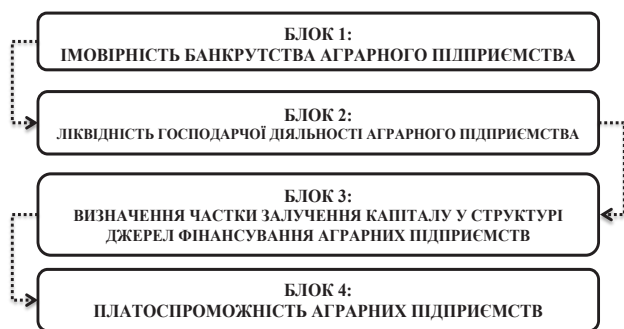 БЛОК 1:
ІМОВІРНІСТЬ БАНКРУТСТВА АГРАРНОГО ПІДПРИЄМСТВА
БЛОК 2:
ЛІКВІДНІСТЬ ГОСПОДАРЧОЇ ДІЯЛЬНОСТІ АГРАРНОГО ПІДПРИЄМСТВА
БЛОК 3:
ВИЗНАЧЕННЯ ЧАСТКИ ЗАЛУЧЕННЯ КАПІТАЛУ У СТРУКТУРІ
ДЖЕРЕЛ ФІНАНСУВАННЯ АГРАРНИХ ПІДПРИЄМСТВ
БЛОК 4:
ПЛАТОСПРОМОЖНІСТЬ АГРАРНИХ ПІДПРИЄМСТВ